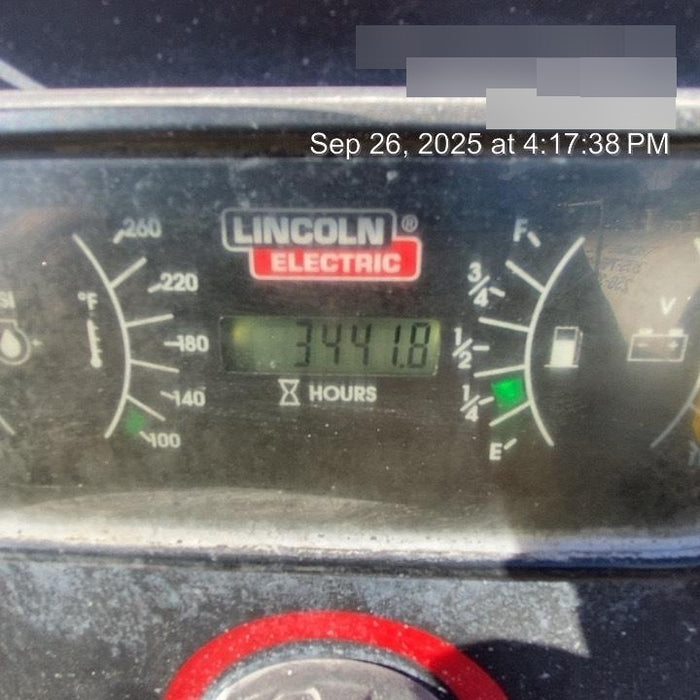 Sep 26, 2025 at 4:17:38 PM
LINCOLN®
ELECTRIC
°F
260
220
180
140
100
3441.8
HOURS
F
3/4
1/2
1/4
E
V